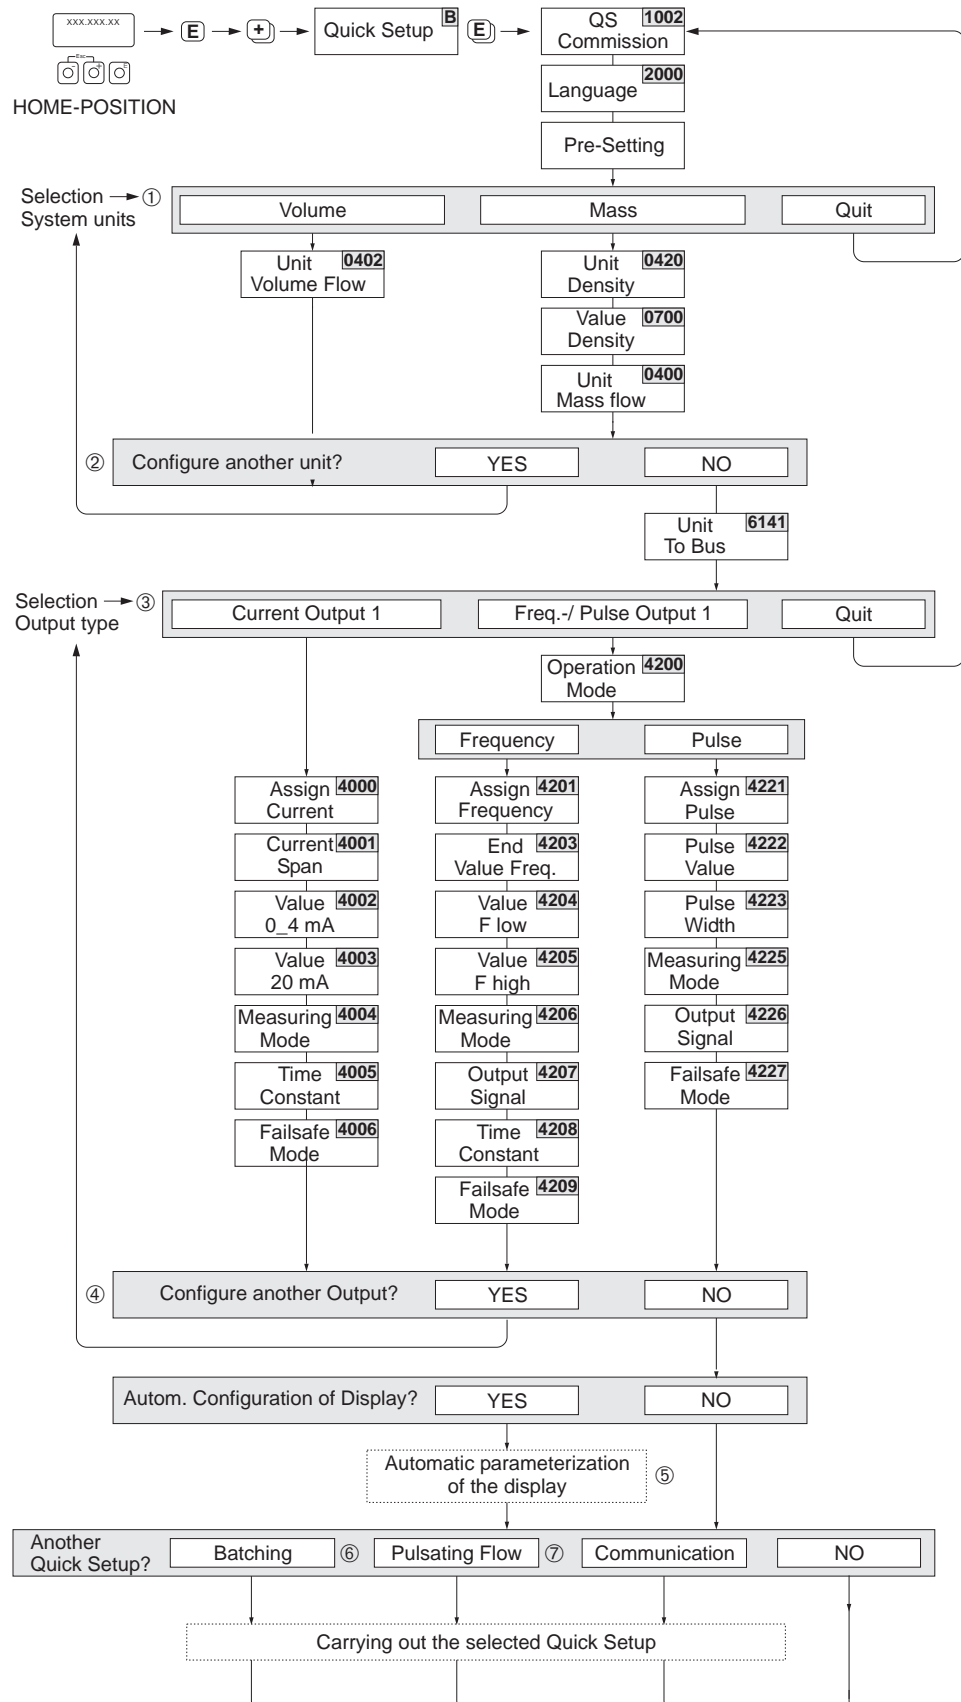 xxx.xxx.xx
Esc
- + E
HOME-POSITION
E
+
Quick Setup B
E
QS 1002
Commission
Language 2000
Pre-Setting
Selection
System units
①
Volume
Mass
Quit
Unit 0402
Volume Flow
Unit 0420
Density
Value 0700
Density
Unit 0400
Mass flow
② Configure another unit?
YES
NO
Unit 6141
To Bus
Selection
Output type
③
Current Output 1
Freq.-/ Pulse Output 1
Quit
Operation 4200
Mode
Frequency
Pulse
Assign 4000
Current
Current 4001
Span
Value 4002
0_4 mA
Value 4003
20 mA
Measuring 4004
Mode
Time 4005
Constant
Failsafe 4006
Mode
Assign 4201
Frequency
End 4203
Value Freq.
Value 4204
F low
Value 4205
F high
Measuring 4206
Mode
Output 4207
Signal
Time 4208
Constant
Failsafe 4209
Mode
Assign 4221
Pulse
Pulse 4222
Value
Pulse 4223
Width
Measuring 4225
Mode
Output 4226
Signal
Failsafe 4227
Mode
④ Configure another Output?
YES
NO
Autom. Configuration of Display?
YES
NO
Automatic parameterization
of the display
⑤
Another
Quick Setup?
Batching
⑥
Pulsating Flow
⑦
Communication
NO
Carrying out the selected Quick Setup